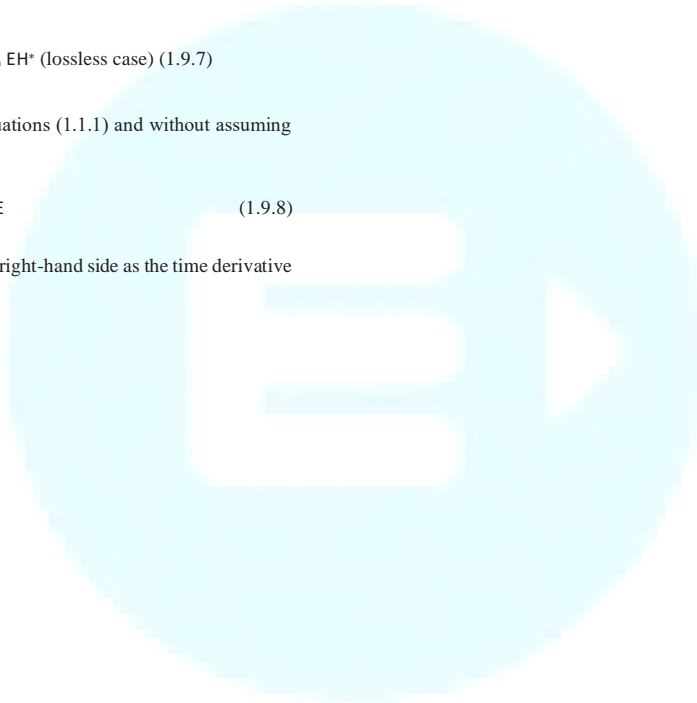 EH* (lossless case) (1.9.7)
uations (1.1.1) and without assuming
E (1.9.8)
right-hand side as the time derivative